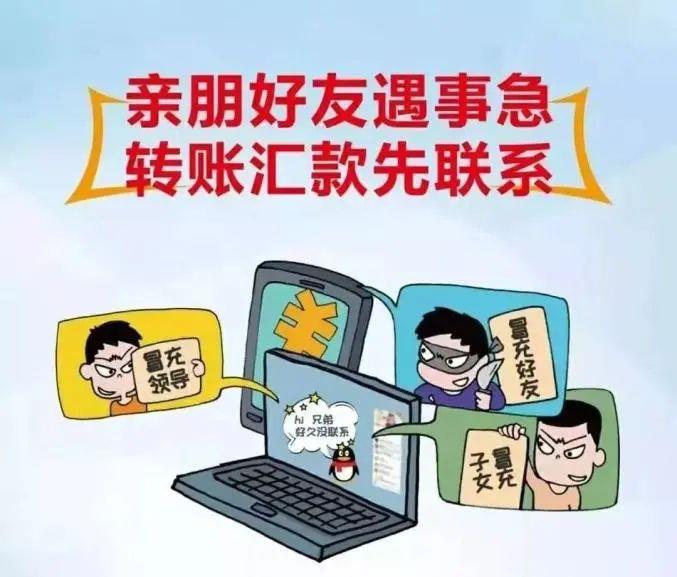 亲朋好友遇事急
转账汇款先联系
冒充
领导
冒充好友
hi 兄弟
好久没联系
冒充
子女